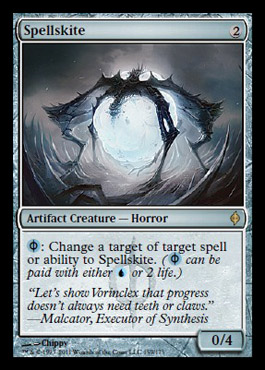 Spellskite 2
Artifact Creature — Horror
: Change a target of target spell
or ability to Spellskite. ( can be
paid with either or 2 life.)
“Let’s show Vorinclex that progress
doesn’t always need teeth or claws.”
—Malcator, Executor of Synthesis
Chippy
0/4